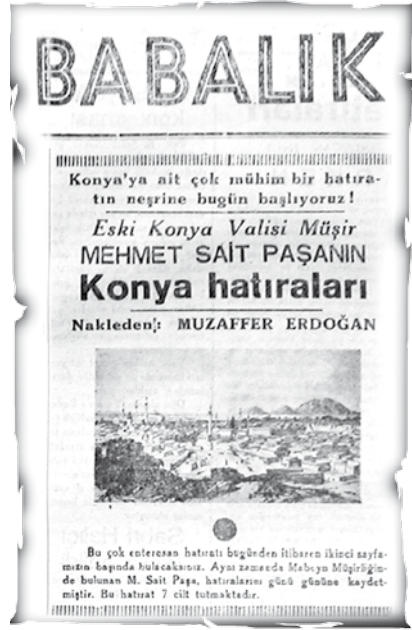 BABALIK
Konya'ya ait çok mühim bir hatıra-
tın neşrine bugün başlıyoruz!
Eski Konya Valisi Müşir
MEHMET SAİT PAŞANIN
Konya hatıraları
Nakleden: MUZAFFER ERDOĞAN
Bu çok enteresan hatıratı bugünden itibaren ikinci sayfa-
mızın başında bulacaksınız. Aynı zamanda Mabeyn Müşirliğin-
de bulunan M. Sait Paşa, hatıralarını günü gününe kaydet-
miştir. Bu hatırat 7 cilt tutmaktadır.